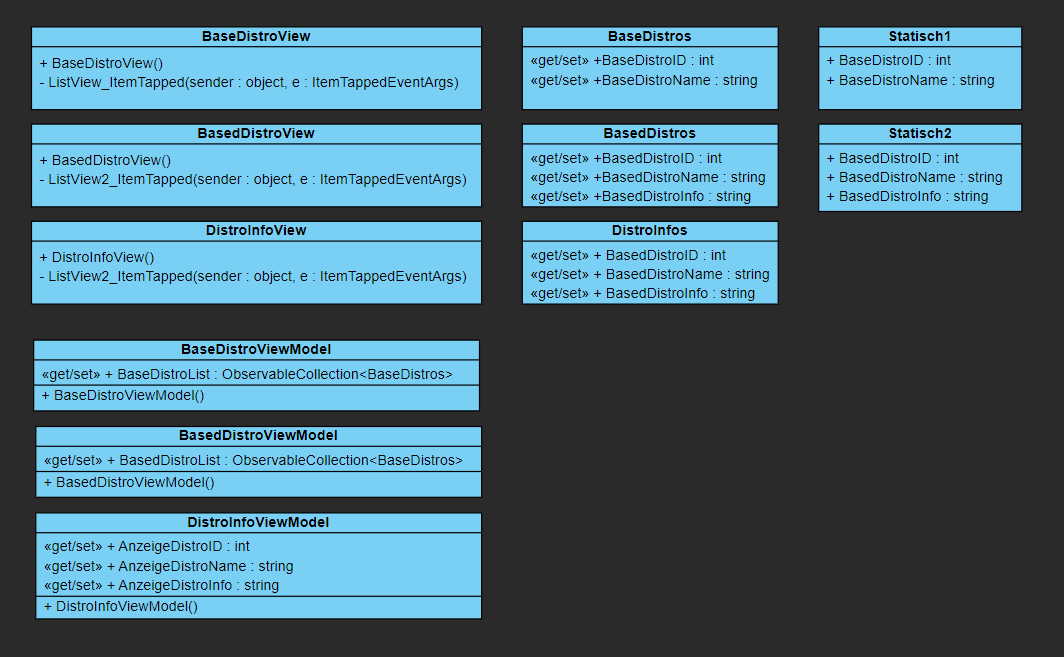 BaseDistroView
+ BaseDistroView()
- ListView_ItemTapped(sender : object, e : ItemTappedEventArgs)
BasedDistroView
+ BasedDistroView()
- ListView2_ItemTapped(sender : object, e : ItemTappedEventArgs)
DistroInfoView
+ DistroInfoView()
- ListView2_ItemTapped(sender : object, e : ItemTappedEventArgs)
BaseDistroViewModel
«get/set» + BaseDistroList : ObservableCollection<BaseDistros>
+ BaseDistroViewModel()
BasedDistroViewModel
«get/set» + BasedDistroList : ObservableCollection<BaseDistros>
+ BasedDistroViewModel()
DistroInfoViewModel
«get/set» + AnzeigeDistroID : int
«get/set» + AnzeigeDistroName : string
«get/set» + AnzeigeDistroInfo : string
+ DistroInfoViewModel()
BaseDistros
«get/set» +BaseDistroID : int
«get/set» +BaseDistroName : string
BasedDistros
«get/set» +BasedDistroID : int
«get/set» +BasedDistroName : string
«get/set» +BasedDistroInfo : string
DistroInfos
«get/set» + BasedDistroID : int
«get/set» + BasedDistroName : string
«get/set» + BasedDistroInfo : string
Statisch1
+ BaseDistroID : int
+ BaseDistroName : string
Statisch2
+ BasedDistroID : int
+ BasedDistroName : string
+ BasedDistroInfo : string